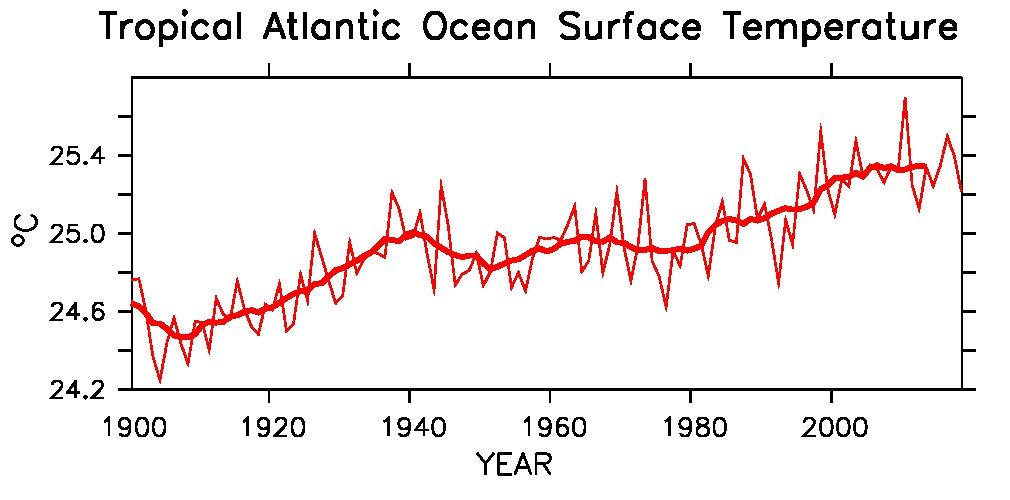 Tropical Atlantic Ocean Surface Temperature
25.4
25.0
24.6
24.2
°C
1900 1920 1940 1960 1980 2000
YEAR